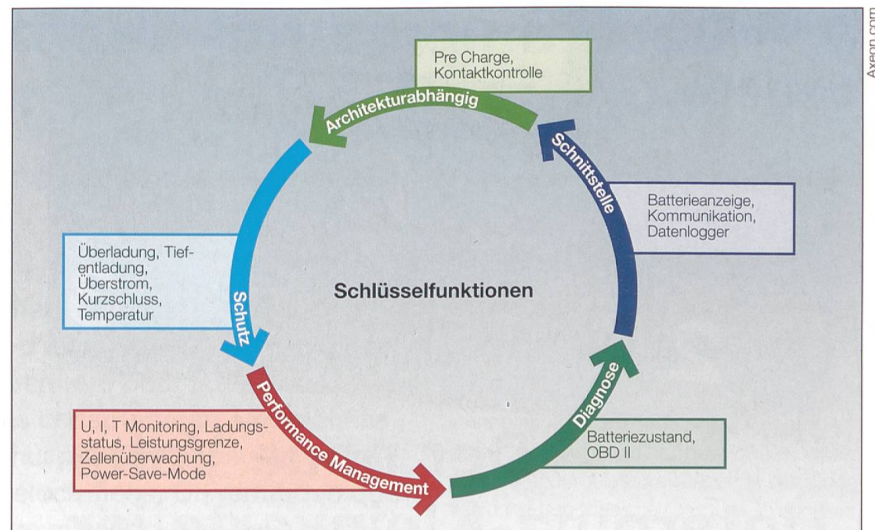 Axeon.com
Pre Charge,
Kontaktkontrolle
Architekturabhängig
Schnittstelle
Batterieanzeige,
Kommunikation,
Datenlogger
Überladung, Tief-
entladung,
Überstrom,
Kurzschluss,
Temperatur
Schutz
Schlüsselfunktionen
Performance Management
U, I, T Monitoring, Ladungs-
status, Leistungsgrenze,
Zellenüberwachung,
Power-Save-Mode
Diagnose
Batteriezustand,
OBD II